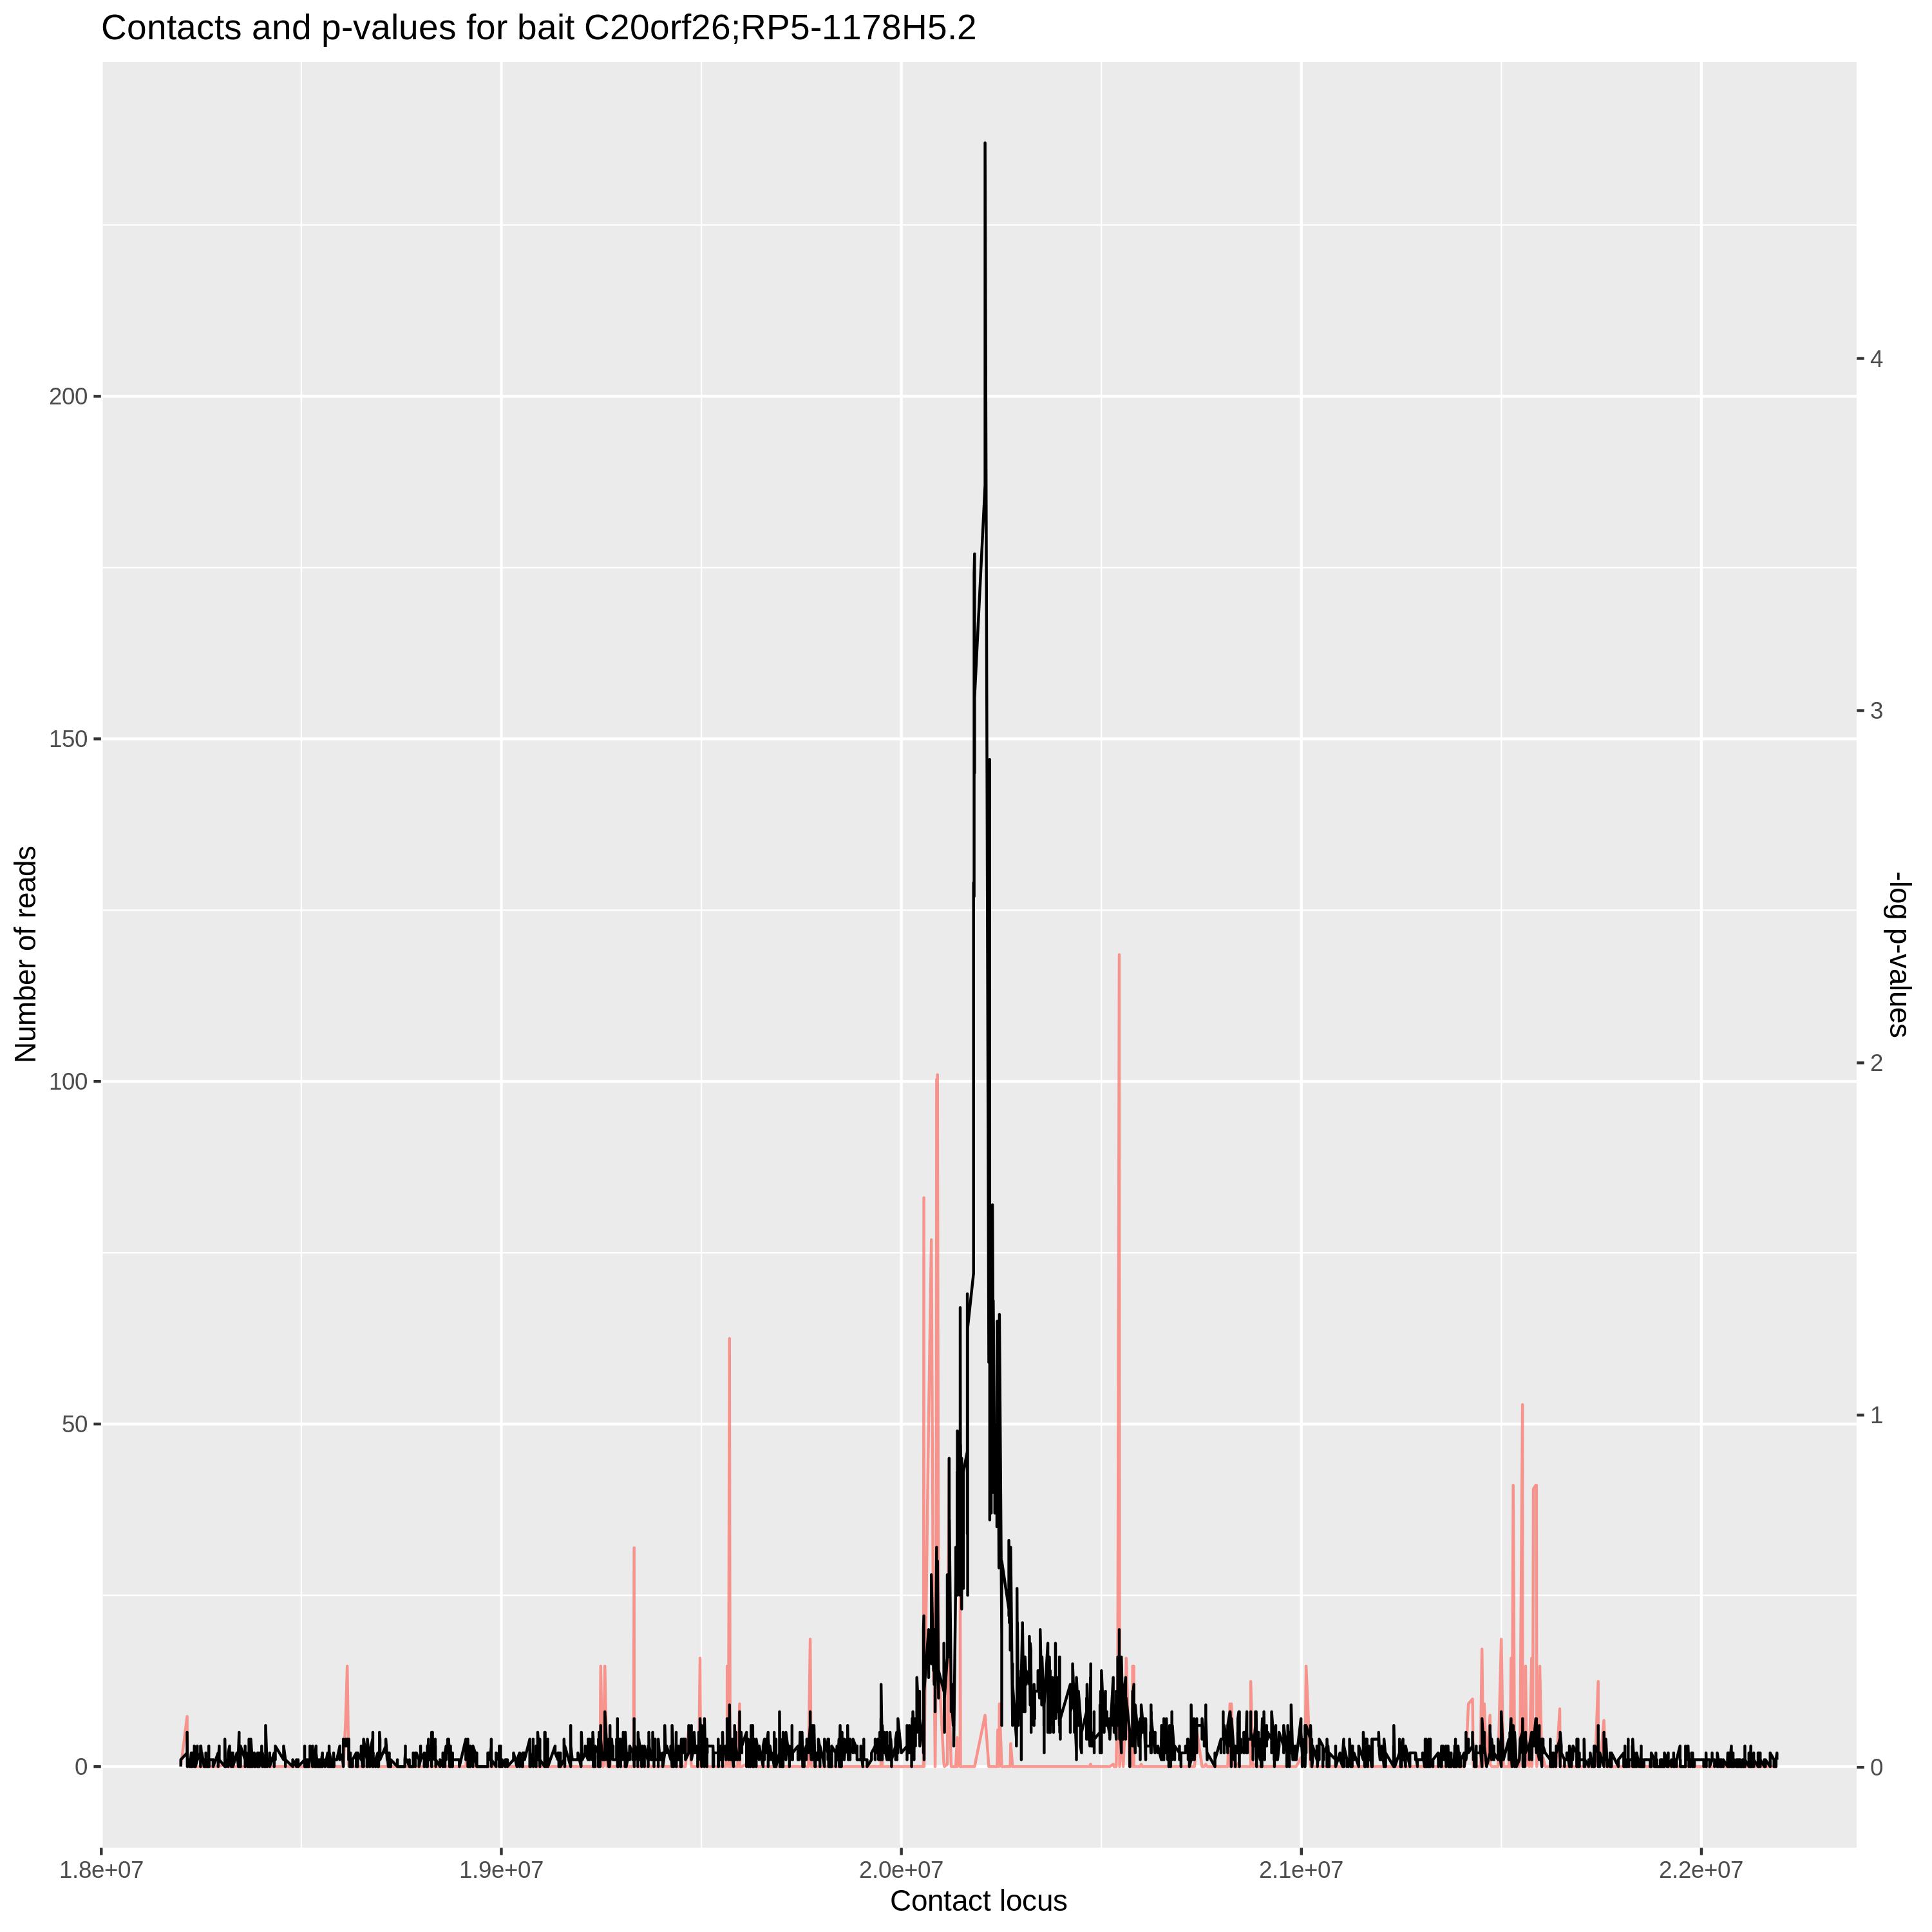 Contacts and p-values for bait C20orf26;RP5-1178H5.2
Number of reads
200
150
100
50
0
4
3
2
1
0
-log p-values
1.8e+07
1.9e+07
2.0e+07
2.1e+07
2.2e+07
Contact locus